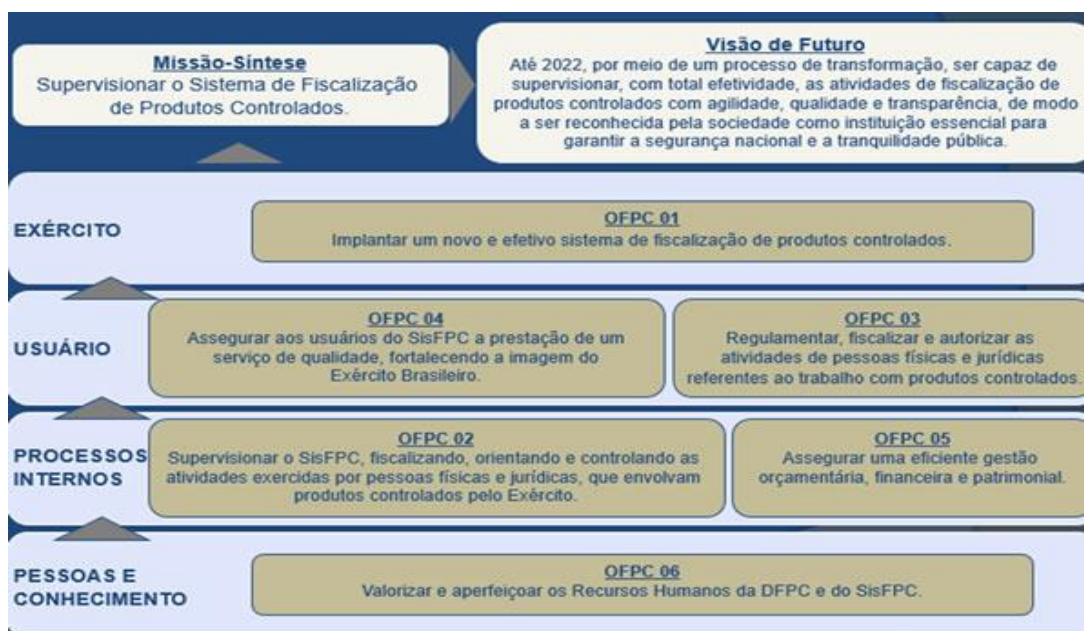 Missão-Síntese
Supervisionar o Sistema de Fiscalização
de Produtos Controlados.
Visão de Futuro
Até 2022, por meio de um processo de transformação, ser capaz de
supervisionar, com total efetividade, as atividades de fiscalização de
produtos controlados com agilidade, qualidade e transparência, de modo
a ser reconhecida pela sociedade como instituição essencial para
garantir a segurança nacional e a tranquilidade pública.
EXÉRCITO
OFPC 01
Implantar um novo e efetivo sistema de fiscalização de produtos controlados.
USUÁRIO
OFPC 04
Assegurar aos usuários do SisFPC a prestação de um
serviço de qualidade, fortalecendo a imagem do
Exército Brasileiro.
OFPC 03
Regulamentar, fiscalizar e autorizar as
atividades de pessoas físicas e jurídicas
referentes ao trabalho com produtos controlados.
PROCESSOS
INTERNOS
OFPC 02
Supervisionar o SisFPC, fiscalizando, orientando e controlando as
atividades exercidas por pessoas físicas e jurídicas, que envolvam
produtos controlados pelo Exército.
OFPC 05
Assegurar uma eficiente gestão
orçamentária, financeira e patrimonial.
PESSOAS E
CONHECIMENTO
OFPC 06
Valorizar e aperfeiçoar os Recursos Humanos da DFPC e do SisFPC.